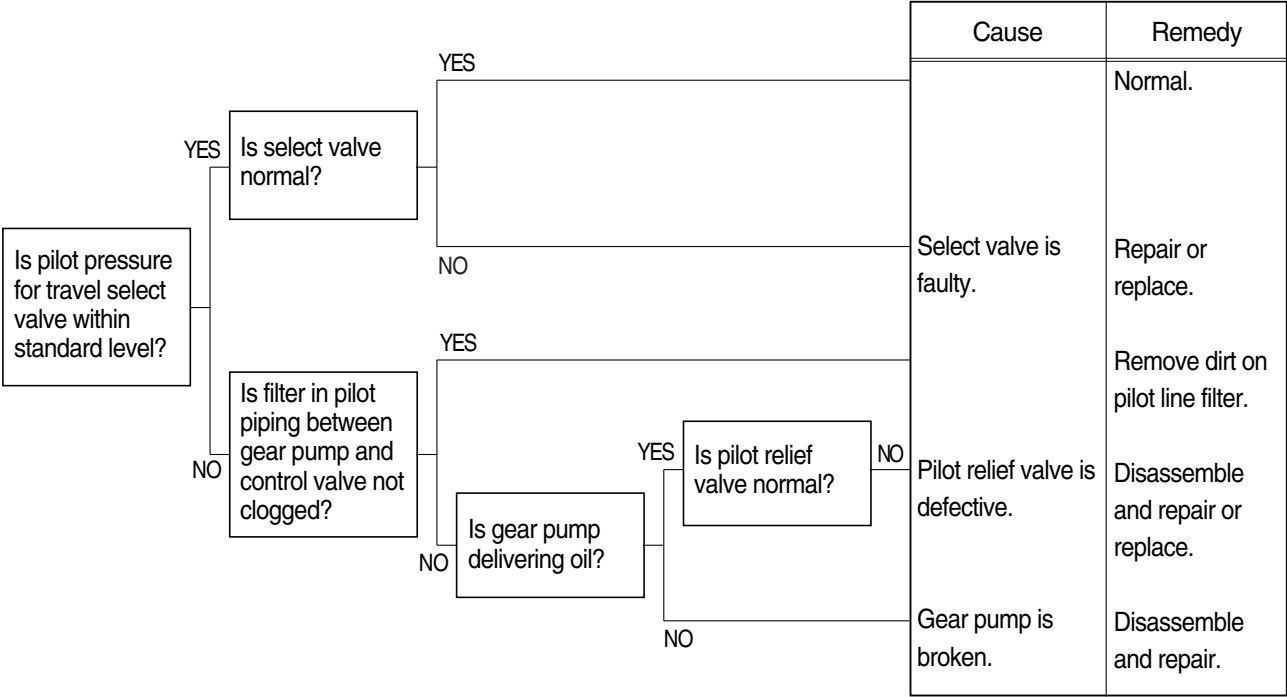 Cause
Remedy
YES
Normal.
YES
Is select valve
normal?
NO
Select valve is
faulty.
Repair or
replace.
Is pilot pressure
for travel select
valve within
standard level?
YES
Remove dirt on
pilot line filter.
NO
Is filter in pilot
piping between
gear pump and
control valve not
clogged?
YES
Is pilot relief
valve normal?
NO
Pilot relief valve is
defective.
Disassemble
and repair or
replace.
NO
Is gear pump
delivering oil?
NO
Gear pump is
broken.
Disassemble
and repair.